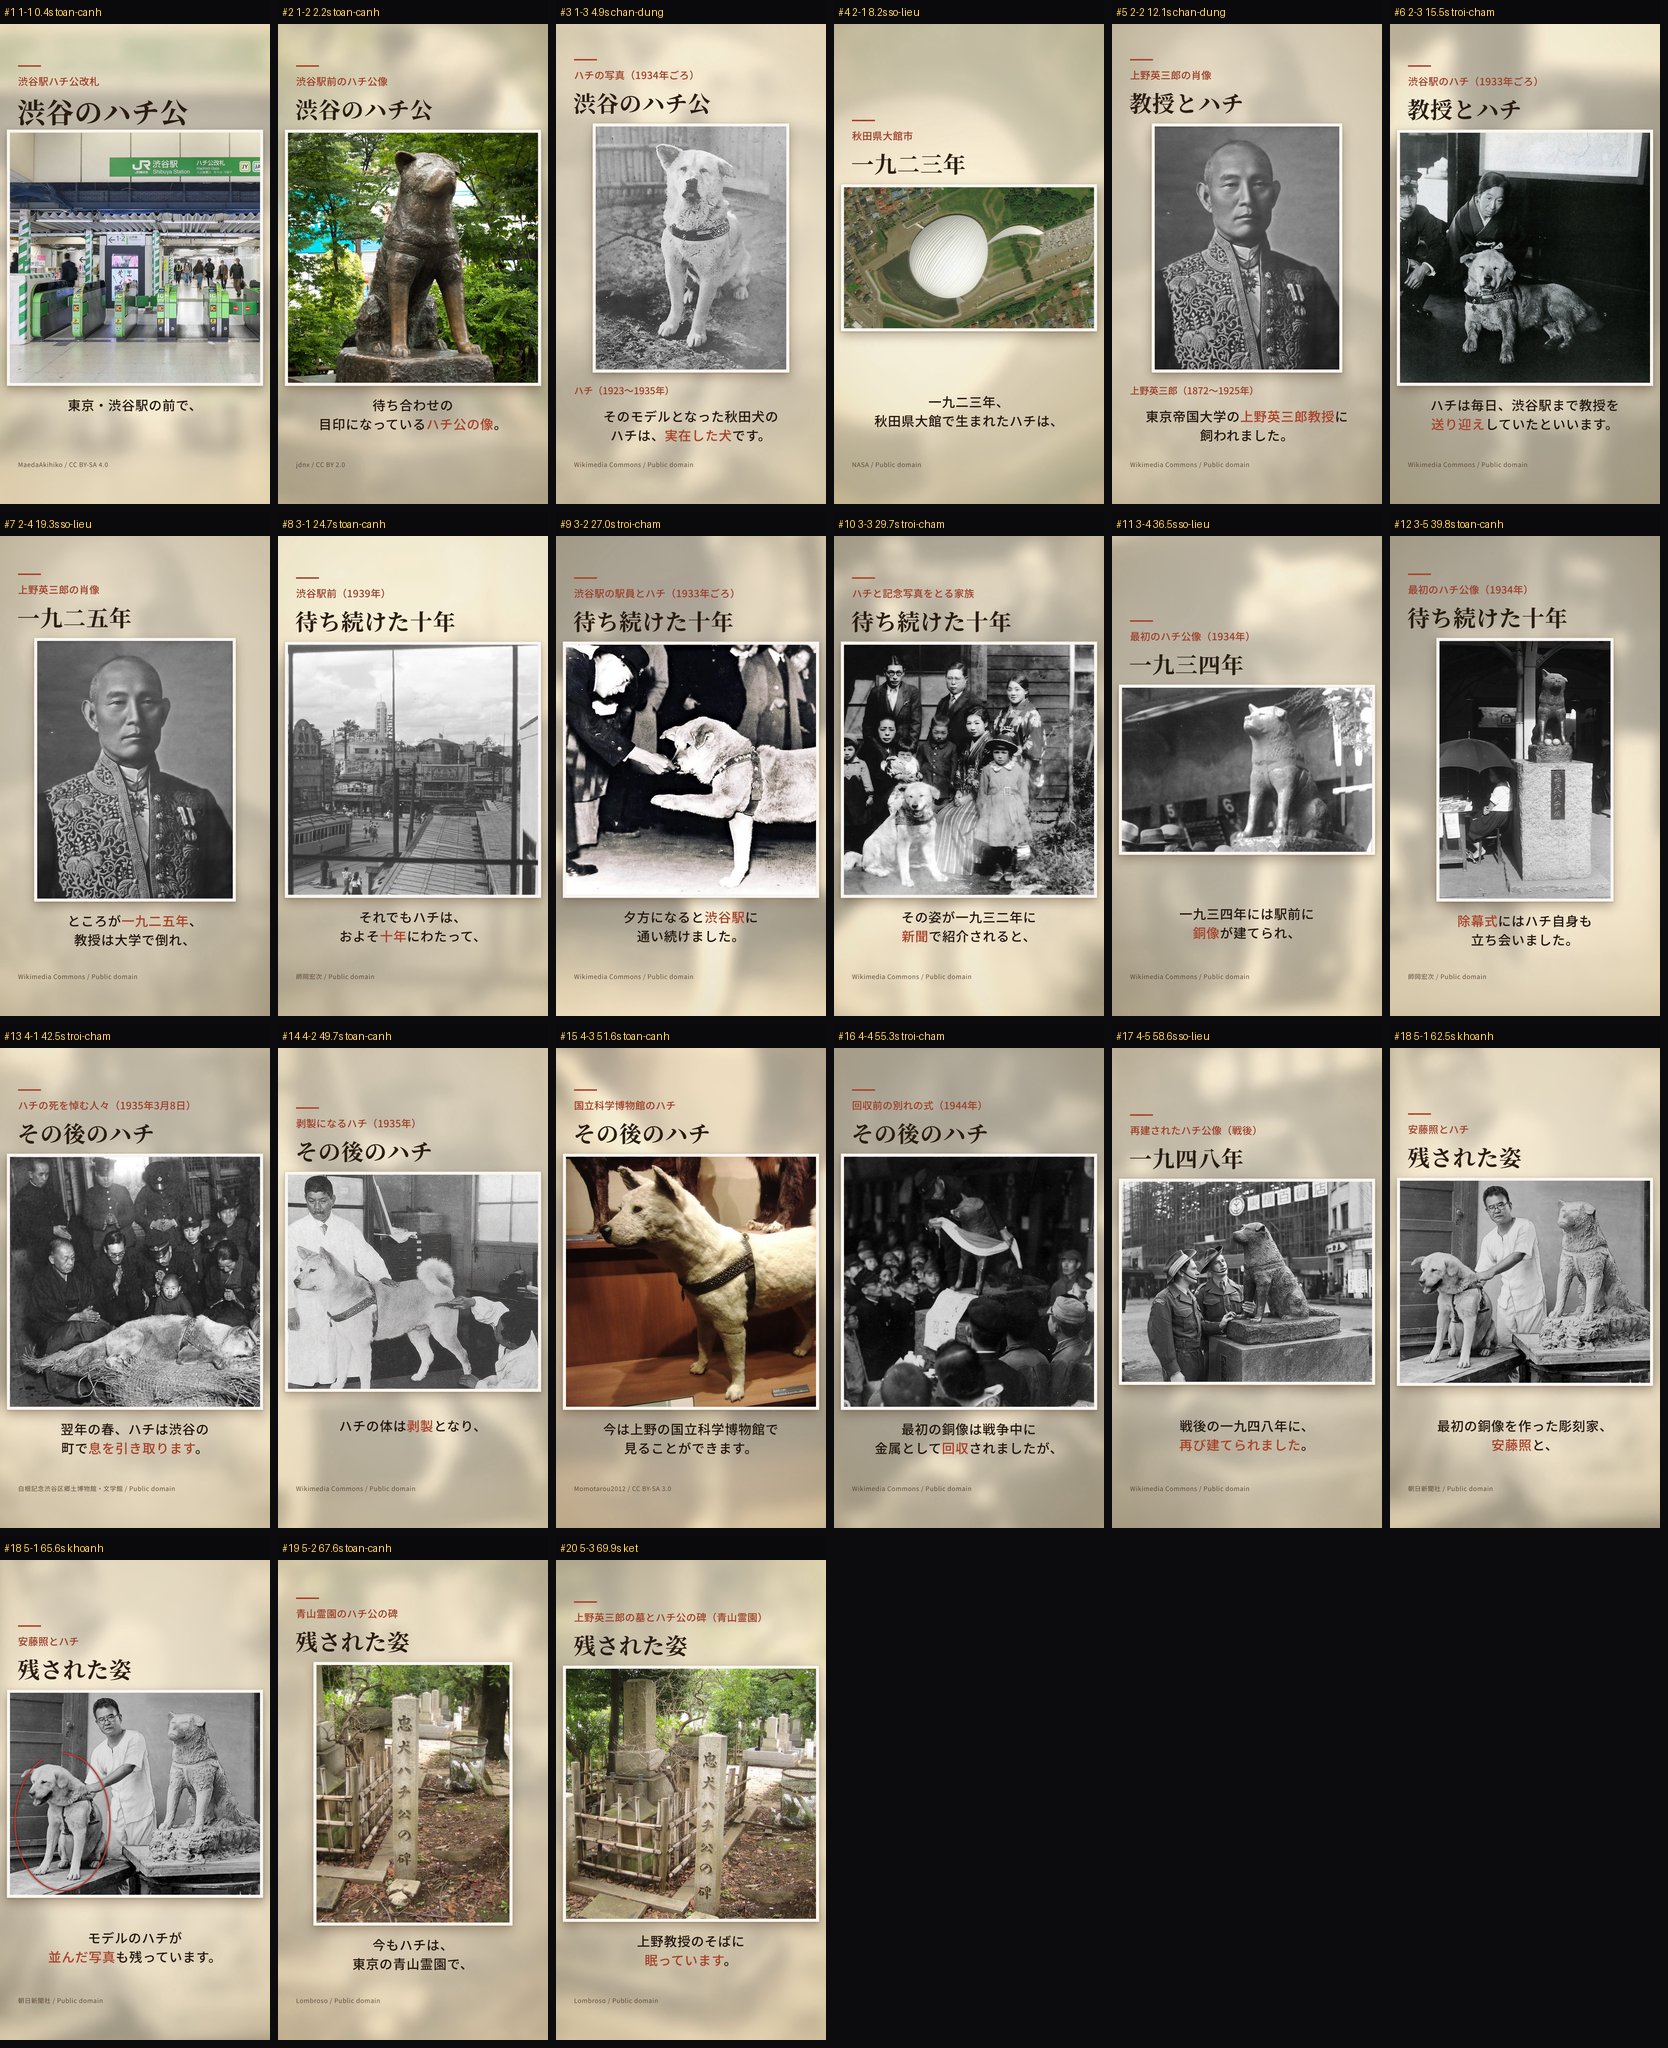 #1 1-1 0.4s toan-canh
渋谷駅ハチ公改札
渋谷のハチ公
JR 渋谷駅 Shibuya Station
ハチ公改札
東京・渋谷駅の前で、
MaedaAkihiko / CC BY-SA 4.0
#2 1-2 2.2s toan-canh
渋谷駅前のハチ公像
渋谷のハチ公
待ち合わせの
目印になっているハチ公の像。
jdnx / CC BY 2.0
#3 1-3 4.9s chan-dung
ハチの写真（1934年ごろ）
渋谷のハチ公
ハチ（1923〜1935年）
そのモデルとなった秋田犬の
ハチは、実在した犬です。
Wikimedia Commons / Public domain
#4 2-1 8.2s so-lieu
秋田県大館市
一九二三年
一九二三年、
秋田県大館で生まれたハチは、
NASA / Public domain
#5 2-2 12.1s chan-dung
上野英三郎の肖像
教授とハチ
上野英三郎（1872〜1925年）
東京帝国大学の上野英三郎教授に
飼われました。
Wikimedia Commons / Public domain
#6 2-3 15.5s troi-cham
渋谷駅のハチ（1933年ごろ）
教授とハチ
ハチは毎日、渋谷駅まで教授を
送り迎えしていたといいます。
Wikimedia Commons / Public domain
#7 2-4 19.3s so-lieu
上野英三郎の肖像
一九二五年
ところが一九二五年、
教授は大学で倒れ、
Wikimedia Commons / Public domain
#8 3-1 24.7s toan-canh
渋谷駅前（1939年）
待ち続けた十年
それでもハチは、
およそ十年にわたって、
師岡宏次 / Public domain
#9 3-2 27.0s troi-cham
渋谷駅の駅員とハチ（1933年ごろ）
待ち続けた十年
夕方になると渋谷駅に
通い続けました。
Wikimedia Commons / Public domain
#10 3-3 29.7s troi-cham
ハチと記念写真をとる家族
待ち続けた十年
その姿が一九三二年に
新聞で紹介されると、
Wikimedia Commons / Public domain
#11 3-4 36.5s so-lieu
最初のハチ公像（1934年）
一九三四年
一九三四年には駅前に
銅像が建てられ、
Wikimedia Commons / Public domain
#12 3-5 39.8s toan-canh
最初のハチ公像（1934年）
待ち続けた十年
除幕式にはハチ自身も
立ち会いました。
師岡宏次 / Public domain
#13 4-1 42.5s troi-cham
ハチの死を悼む人々（1935年3月8日）
その後のハチ
翌年の春、ハチは渋谷の
町で息を引き取ります。
白根記念渋谷区郷土博物館・文学館 / Public domain
#14 4-2 49.7s toan-canh
剥製になるハチ（1935年）
その後のハチ
ハチの体は剥製となり、
Wikimedia Commons / Public domain
#15 4-3 51.6s toan-canh
国立科学博物館のハチ
その後のハチ
今は上野の国立科学博物館で
見ることができます。
Momotarou2012 / CC BY-SA 3.0
#16 4-4 55.3s troi-cham
回収前の別れの式（1944年）
その後のハチ
最初の銅像は戦争中に
金属として回収されましたが、
Wikimedia Commons / Public domain
#17 4-5 58.6s so-lieu
再建されたハチ公像（戦後）
一九四八年
戦後の一九四八年に、
再び建てられました。
Wikimedia Commons / Public domain
#18 5-1 62.5s khoanh
安藤照とハチ
残された姿
最初の銅像を作った彫刻家、
安藤照と、
朝日新聞社 / Public domain
#18 5-1 65.6s khoanh
安藤照とハチ
残された姿
モデルのハチが
並んだ写真も残っています。
朝日新聞社 / Public domain
#19 5-2 67.6s toan-canh
青山霊園のハチ公の碑
残された姿
忠犬ハチ公の碑
今もハチは、
東京の青山霊園で、
Lombroso / Public domain
#20 5-3 69.9s ket
上野英三郎の墓とハチ公の碑（青山霊園）
残された姿
忠犬ハチ公の碑
上野教授のそばに
眠っています。
Lombroso / Public domain